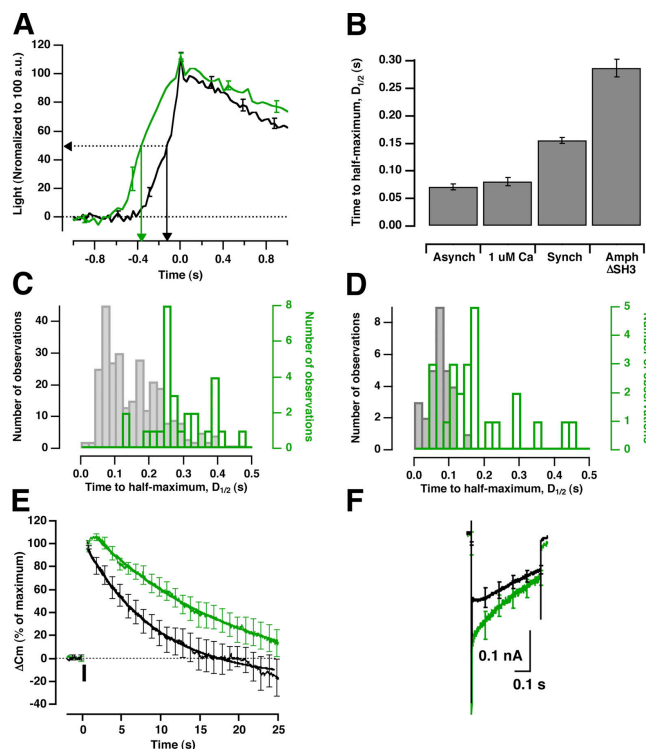 A
Light (Nromalized to 100 a.u.)
120
100
80
60
40
20
0
-0.8
-0.4
0.0
0.4
0.8
Time (s)
B
Time to half-maximum, D1/2 (s)
0.30
0.25
0.20
0.15
0.10
0.05
0.00
Asynch
1 uM Ca
Synch
Amph
ΔSH3
C
Number of observations
40
30
20
10
0
8
6
4
2
0
Number of observations
0.0
0.1
0.2
0.3
0.4
0.5
Time to half-maximum, D1/2 (s)
D
Number of observations
8
6
4
2
0
5
4
3
2
1
0
Number of observations
0.0
0.1
0.2
0.3
0.4
0.5
Time to half-maximum, D1/2 (s)
E
ΔCm (% of maximum)
120
100
80
60
40
20
0
-20
-40
0
5
10
15
20
25
Time (s)
F
0.1 nA
0.1 s